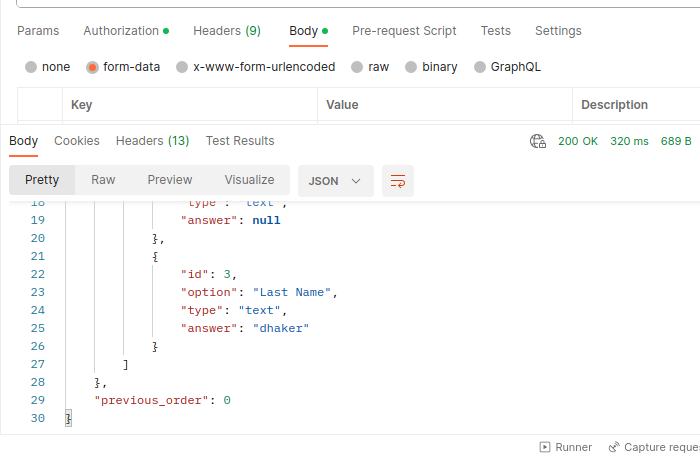 Params Authorization Headers (9) Body Pre-request Script Tests Settings
none form-data x-www-form-urlencoded raw binary GraphQL
Key Value Description
Body Cookies Headers (13) Test Results 200 OK 320 ms 689 B
Pretty Raw Preview Visualize JSON
18 "type": "text",
19 "answer": null
20 },
21 {
22 "id": 3,
23 "option": "Last Name",
24 "type": "text",
25 "answer": "dhaker"
26 }
27 ]
28 },
29 "previous_order": 0
30 }
Runner Capture reque